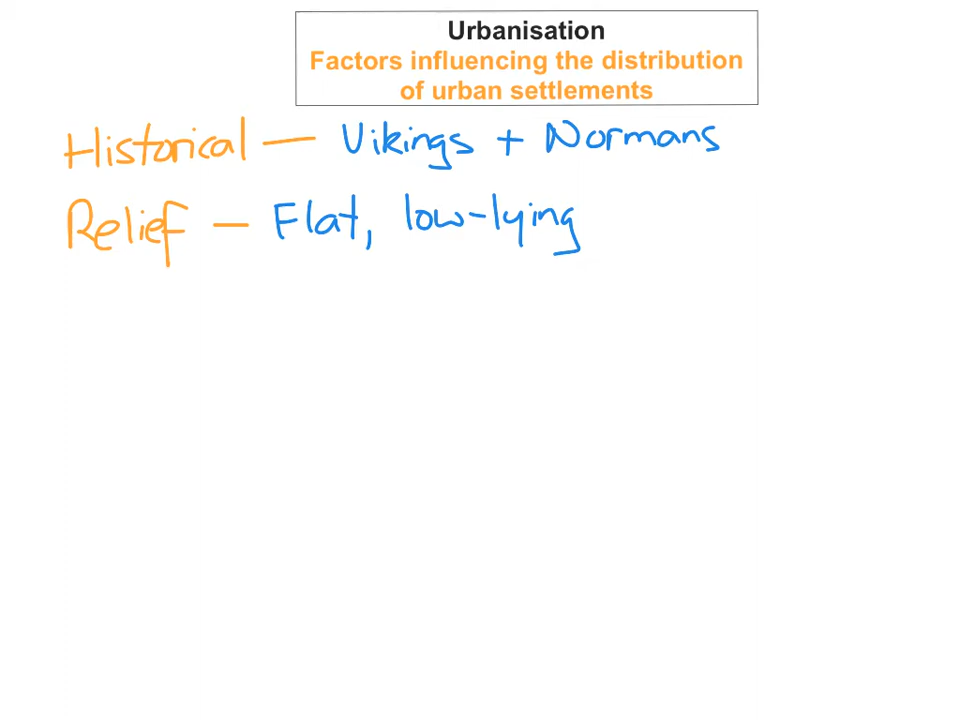 Urbanisation
Factors influencing the distribution
of urban settlements
Historical — Vikings + Normans
Relief — Flat, low-lying